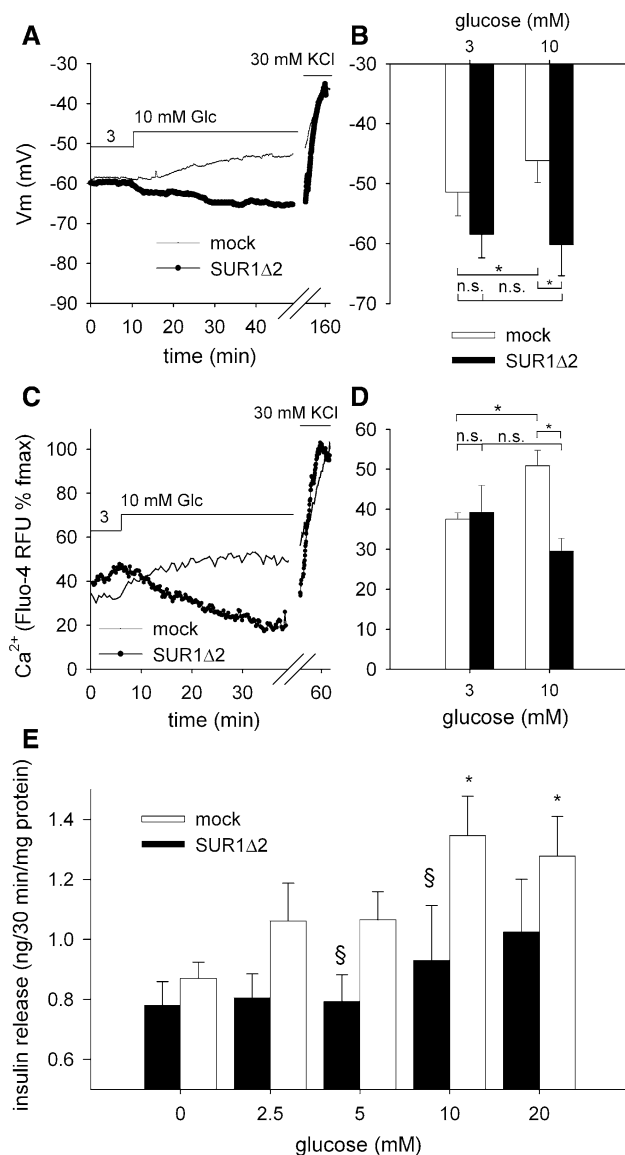 A
B
glucose (mM)
3 10
30 mM KCl
-30
-40
-50
-60
-70
-80
-90
Vm (mV)
3
10 mM Glc
mock
SUR1Δ2
0 10 20 30 40 160
time (min)
-30
-40
-50
-60
-70
*
n.s. n.s. *
mock
SUR1Δ2
C
D
30 mM KCl
100
80
60
40
20
0
Ca2+ (Fluo-4 RFU % fmax)
3
10 mM Glc
mock
SUR1Δ2
0 10 20 30 60
time (min)
60
50
40
30
20
10
0
*
n.s. n.s. *
3 10
glucose (mM)
E
insulin release (ng/30 min/mg protein)
1.4
1.2
1.0
0.8
0.6
mock
SUR1Δ2
§ § * *
0 2.5 5 10 20
glucose (mM)